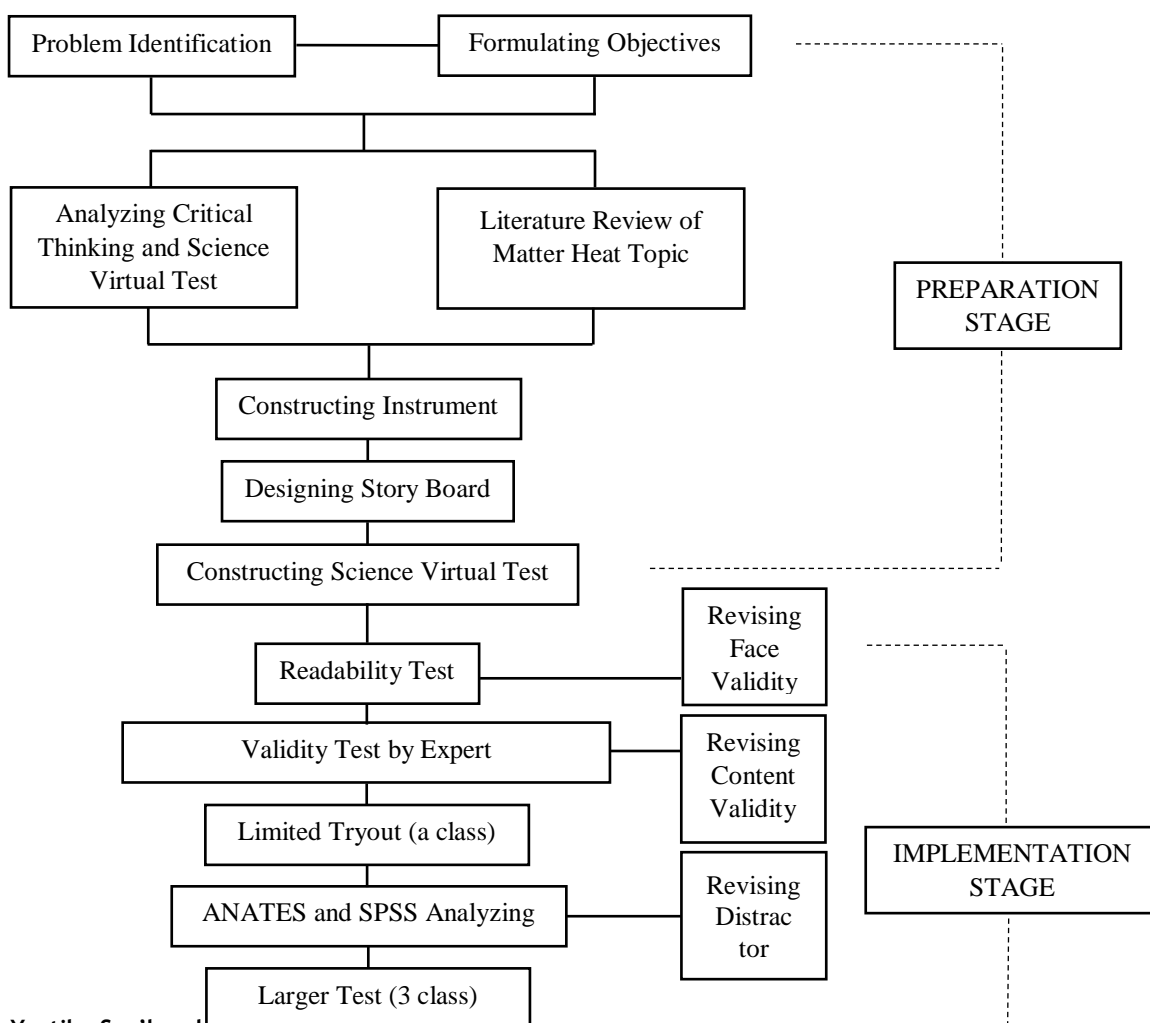 Problem Identification
Formulating Objectives
Analyzing Critical
Thinking and Science
Virtual Test
Literature Review of
Matter Heat Topic
PREPARATION
STAGE
Constructing Instrument
Designing Story Board
Constructing Science Virtual Test
Revising
Face
Validity
Readability Test
Validity Test by Expert
Revising
Content
Validity
Limited Tryout (a class)
IMPLEMENTATION
STAGE
ANATES and SPSS Analyzing
Revising
Distrac
tor
Larger Test (3 class)